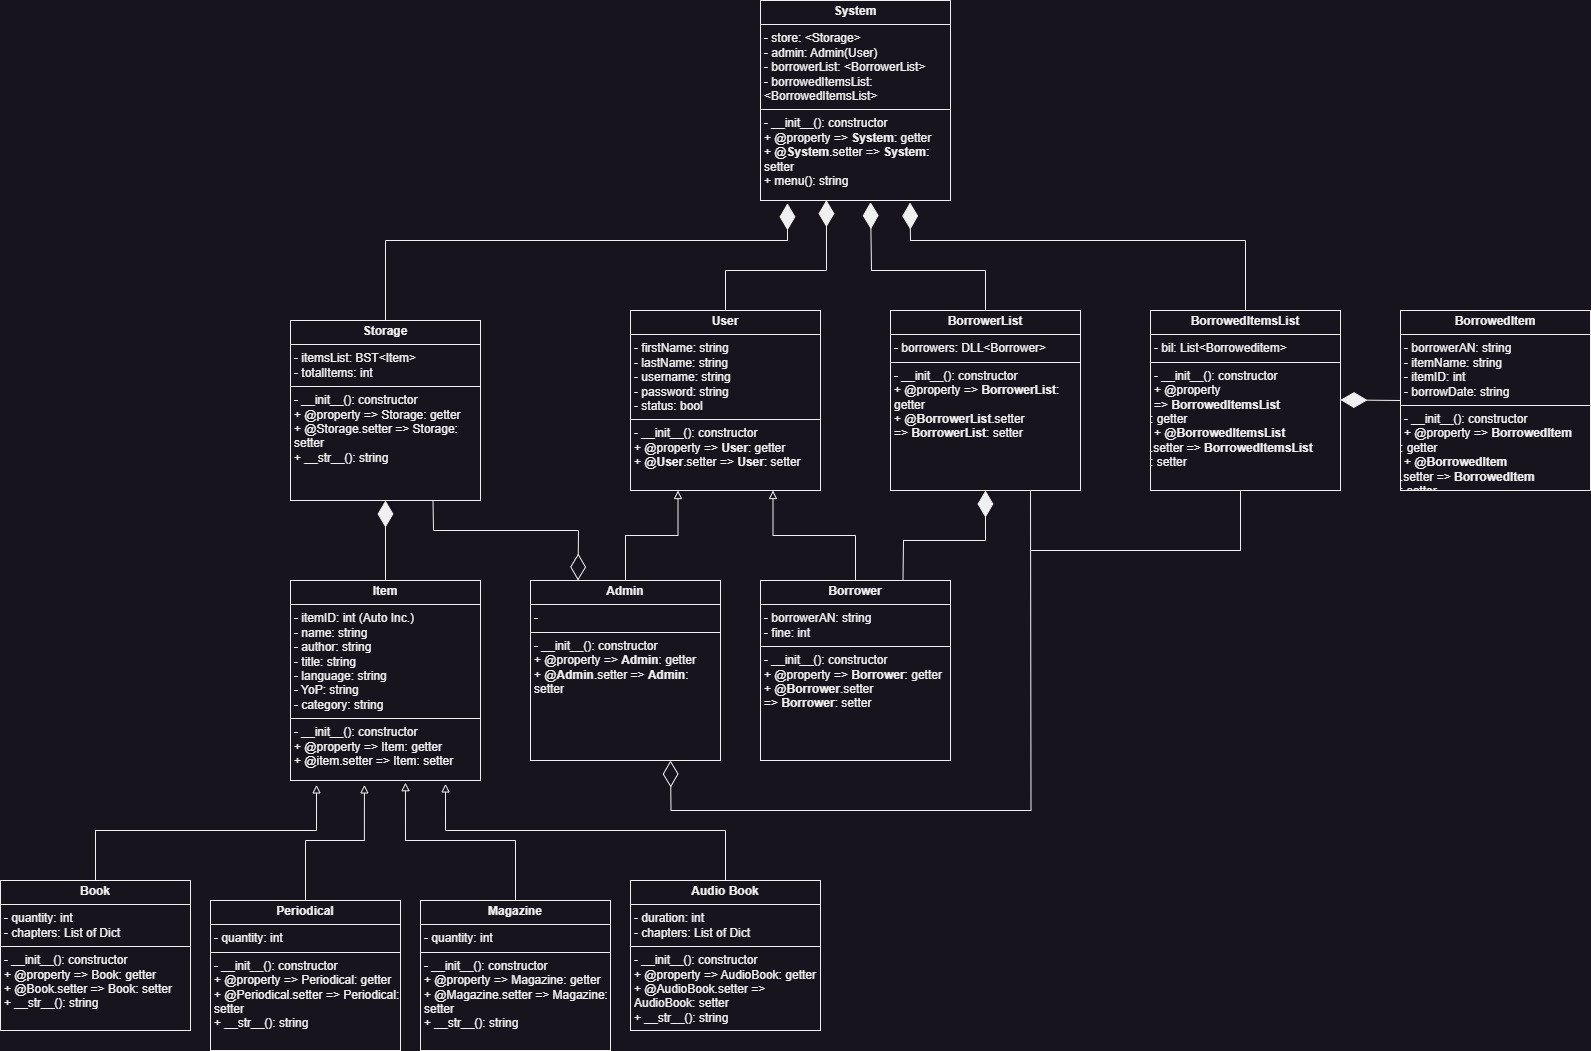 System
- store: <Storage>
- admin: Admin(User)
- borrowerList: <BorrowerList>
- borrowedItemsList:
<BorrowedItemsList>
- __init__(): constructor
+ @property => System: getter
+ @System.setter => System:
setter
+ menu(): string
Storage
- itemsList: BST<Item>
- totalItems: int
- __init__(): constructor
+ @property => Storage: getter
+ @Storage.setter => Storage:
setter
+ __str__(): string
User
- firstName: string
- lastName: string
- username: string
- password: string
- status: bool
- __init__(): constructor
+ @property => User: getter
+ @User.setter => User: setter
BorrowerList
- borrowers: DLL<Borrower>
- __init__(): constructor
+ @property => BorrowerList:
getter
+ @BorrowerList.setter
=> BorrowerList: setter
BorrowedItemsList
- bil: List<Borroweditem>
- __init__(): constructor
+ @property
=> BorrowedItemsList
: getter
+ @BorrowedItemsList
.setter => BorrowedItemsList
: setter
BorrowedItem
- borrowerAN: string
- itemName: string
- itemID: int
- borrowDate: string
- __init__(): constructor
+ @property => BorrowedItem
: getter
+ @BorrowedItem
.setter => BorrowedItem
: setter
Item
- itemID: int (Auto Inc.)
- name: string
- author: string
- title: string
- language: string
- YoP: string
- category: string
- __init__(): constructor
+ @property => Item: getter
+ @item.setter => Item: setter
Admin
-
- __init__(): constructor
+ @property => Admin: getter
+ @Admin.setter => Admin:
setter
Borrower
- borrowerAN: string
- fine: int
- __init__(): constructor
+ @property => Borrower: getter
+ @Borrower.setter
=> Borrower: setter
Book
- quantity: int
- chapters: List of Dict
- __init__(): constructor
+ @property => Book: getter
+ @Book.setter => Book: setter
+ __str__(): string
Periodical
- quantity: int
- __init__(): constructor
+ @property => Periodical: getter
+ @Periodical.setter => Periodical:
setter
+ __str__(): string
Magazine
- quantity: int
- __init__(): constructor
+ @property => Magazine: getter
+ @Magazine.setter => Magazine:
setter
+ __str__(): string
Audio Book
- duration: int
- chapters: List of Dict
- __init__(): constructor
+ @property => AudioBook: getter
+ @AudioBook.setter =>
AudioBook: setter
+ __str__(): string